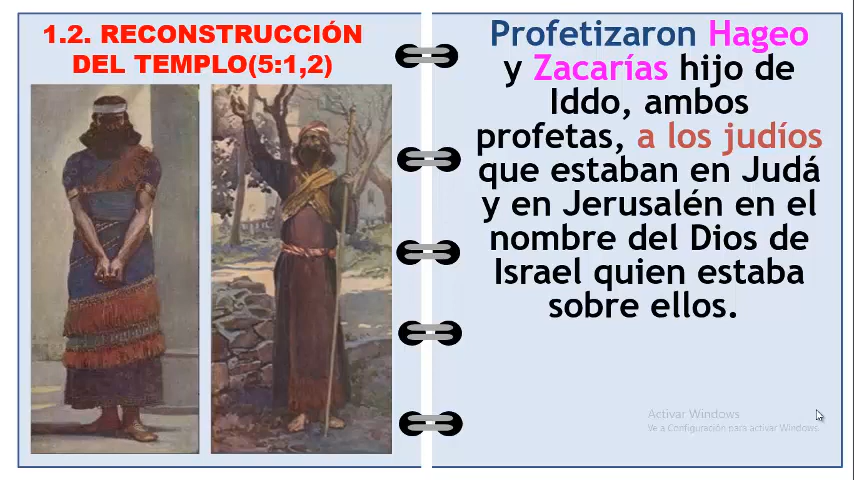 1.2. RECONSTRUCCIÓN
DEL TEMPLO(5:1,2)
Profetizaron Hageo
y Zacarías hijo de
Iddo, ambos
profetas, a los judíos
que estaban en Judá
y en Jerusalén en el
nombre del Dios de
Israel quien estaba
sobre ellos.
Activar Windows
Ve a Configuración para activar Windows.